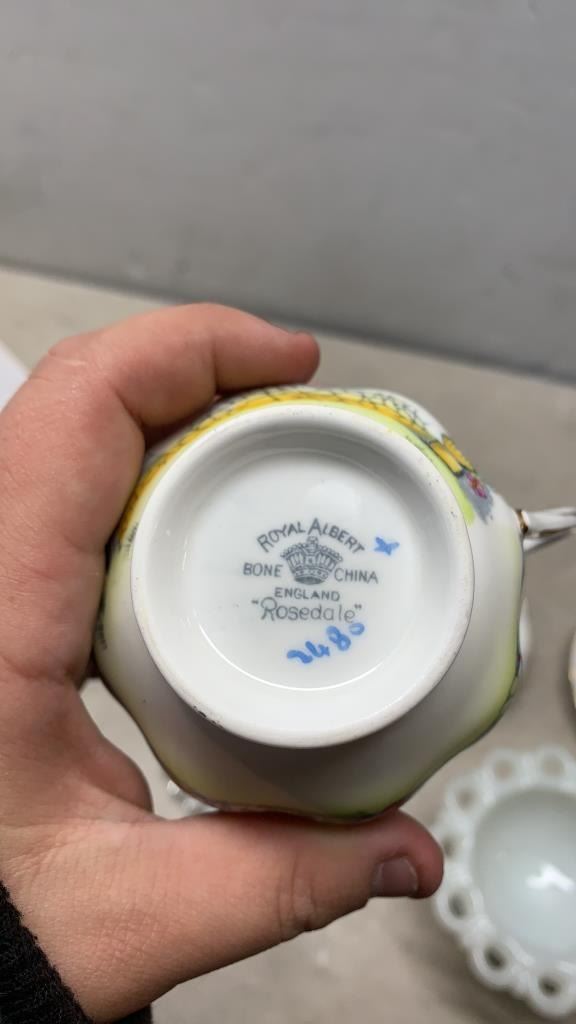 ROYAL ALBERT
BONE CHINA
ENGLAND
"Rosedale"
2480